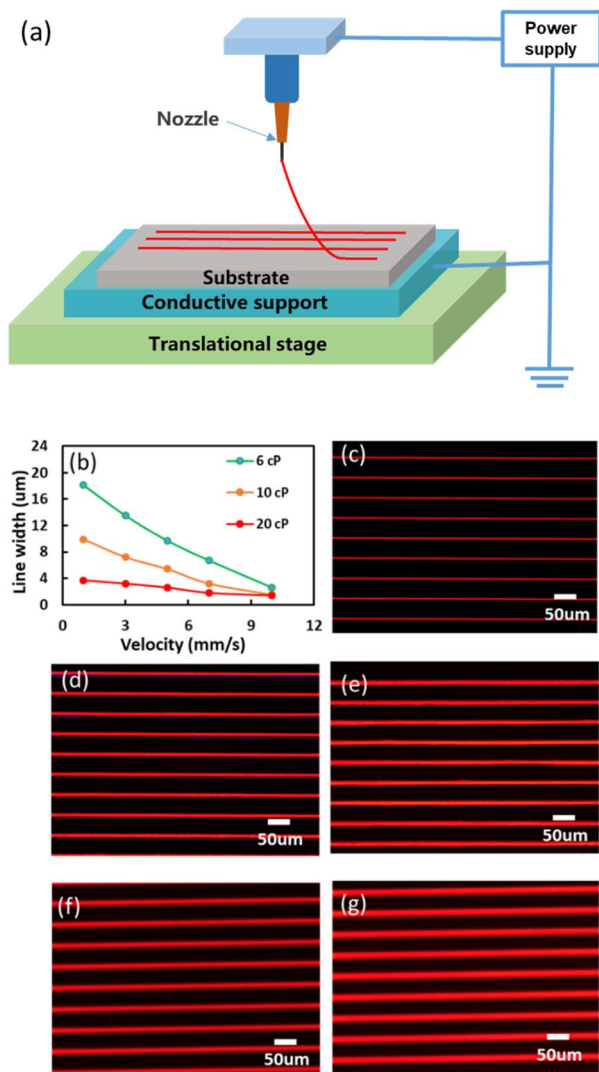 (a)
Power
supply
Nozzle
Substrate
Conductive support
Translational stage
(b)
24
20
16
12
8
4
0
0 3 6 9 12
Line width (um)
Velocity (mm/s)
6 cP
10 cP
20 cP
(c)
50um
(d)
50um
(e)
50um
(f)
50um
(g)
50um